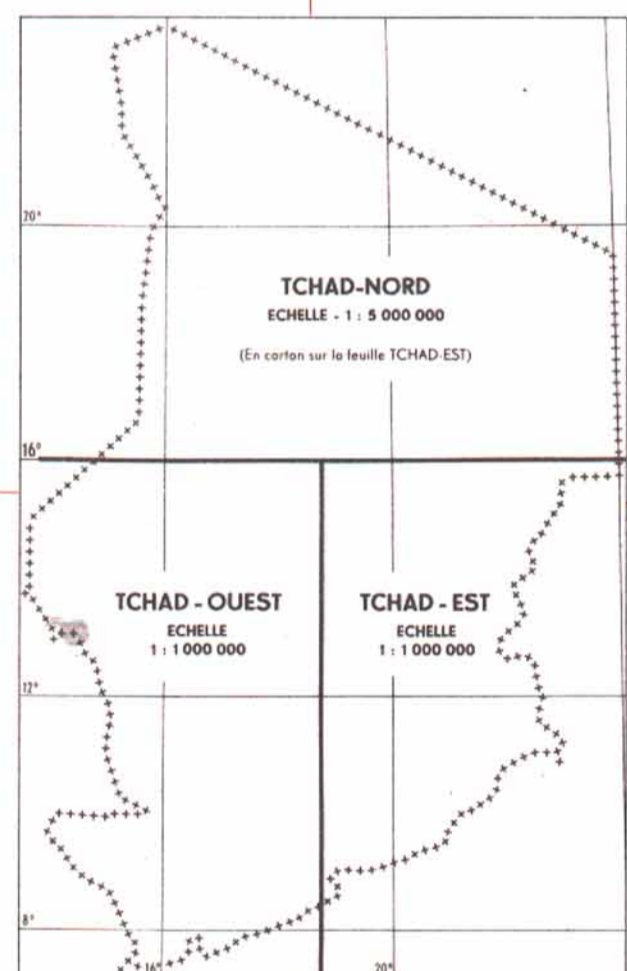 20°
TCHAD-NORD
ECHELLE - 1 : 5 000 000
(En carton sur la feuille TCHAD-EST)
16°
TCHAD - OUEST
ECHELLE
1 : 1 000 000
TCHAD - EST
ECHELLE
1 : 1 000 000
12°
8°
16°
20°